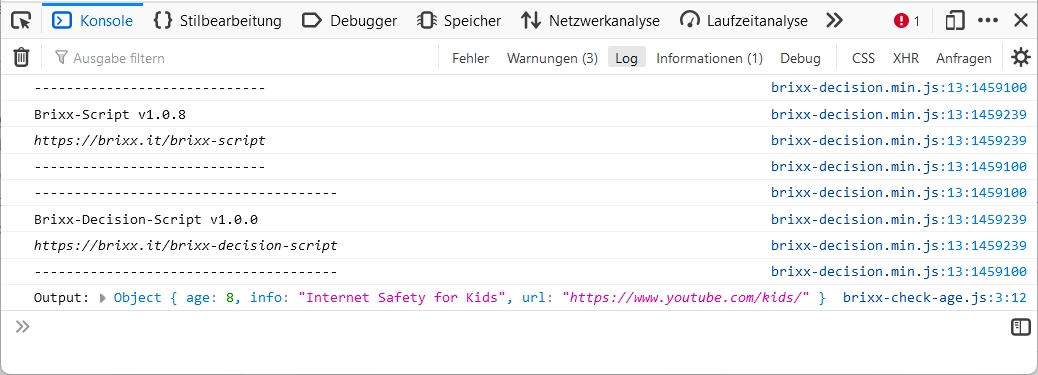 Konsole Stilbearbeitung Debugger Speicher Netzwerkanalyse Laufzeitanalyse 1
Ausgabe filtern Fehler Warnungen (3) Log Informationen (1) Debug CSS XHR Anfragen
----------------------------- brixx-decision.min.js:13:1459100
Brixx-Script v1.0.8 brixx-decision.min.js:13:1459239
https://brixx.it/brixx-script brixx-decision.min.js:13:1459239
----------------------------- brixx-decision.min.js:13:1459100
-------------------------------------- brixx-decision.min.js:13:1459100
Brixx-Decision-Script v1.0.0 brixx-decision.min.js:13:1459239
https://brixx.it/brixx-decision-script brixx-decision.min.js:13:1459239
-------------------------------------- brixx-decision.min.js:13:1459100
Output: Object { age: 8, info: "Internet Safety for Kids", url: "https://www.youtube.com/kids/" } brixx-check-age.js:3:12